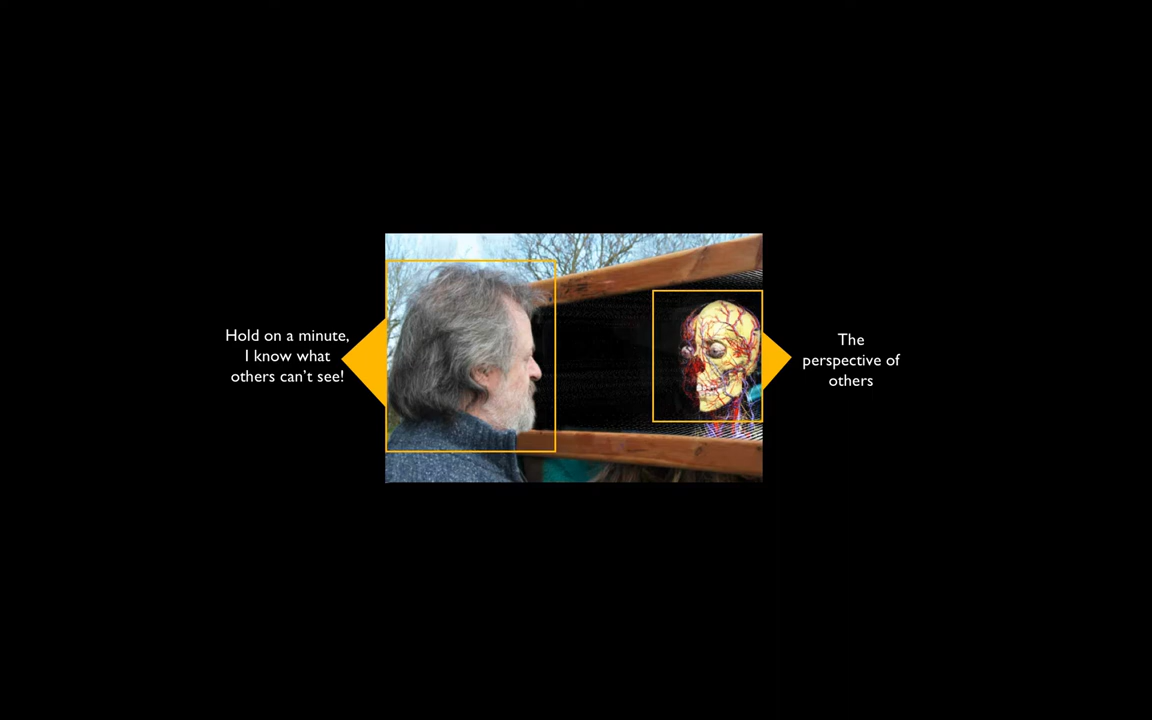 Hold on a minute,
I know what
others can't see!
The
perspective of
others